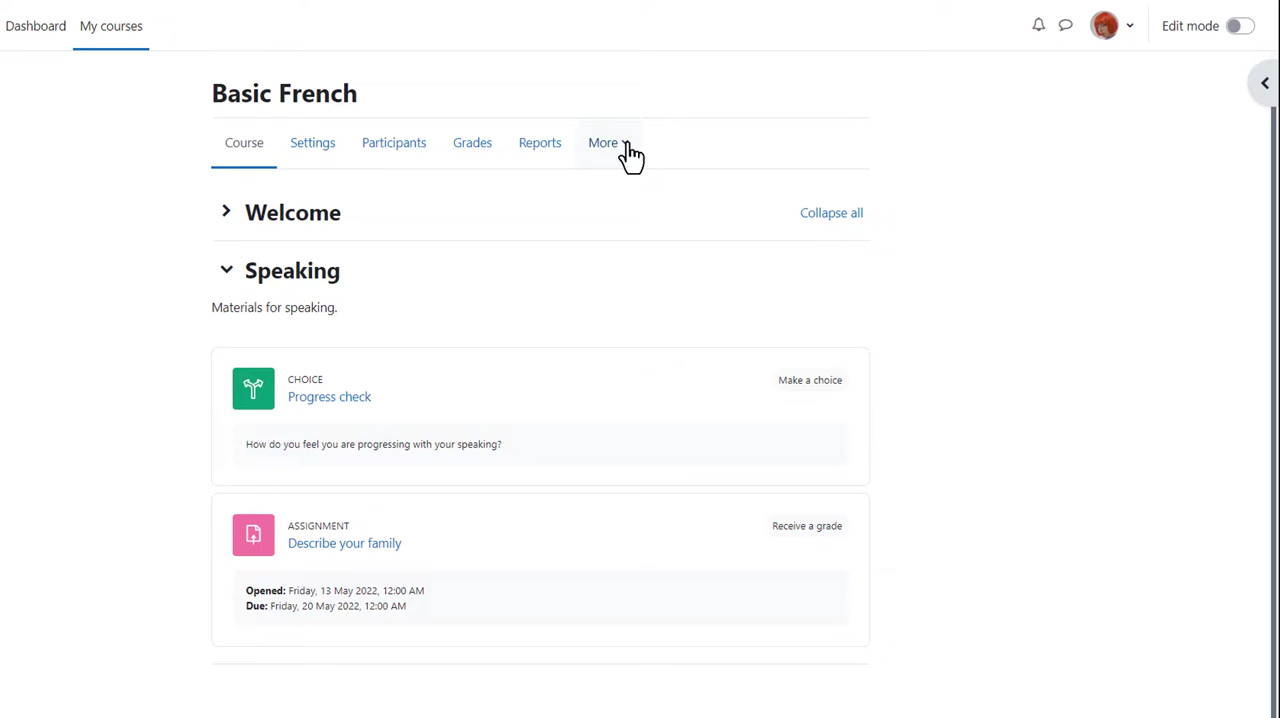 Dashboard My courses Edit mode
Basic French
Course Settings Participants Grades Reports More
Welcome Collapse all
Speaking
Materials for speaking.
CHOICE Make a choice
Progress check
How do you feel you are progressing with your speaking?
ASSIGNMENT Receive a grade
Describe your family
Opened: Friday, 13 May 2022, 12:00 AM
Due: Friday, 20 May 2022, 12:00 AM